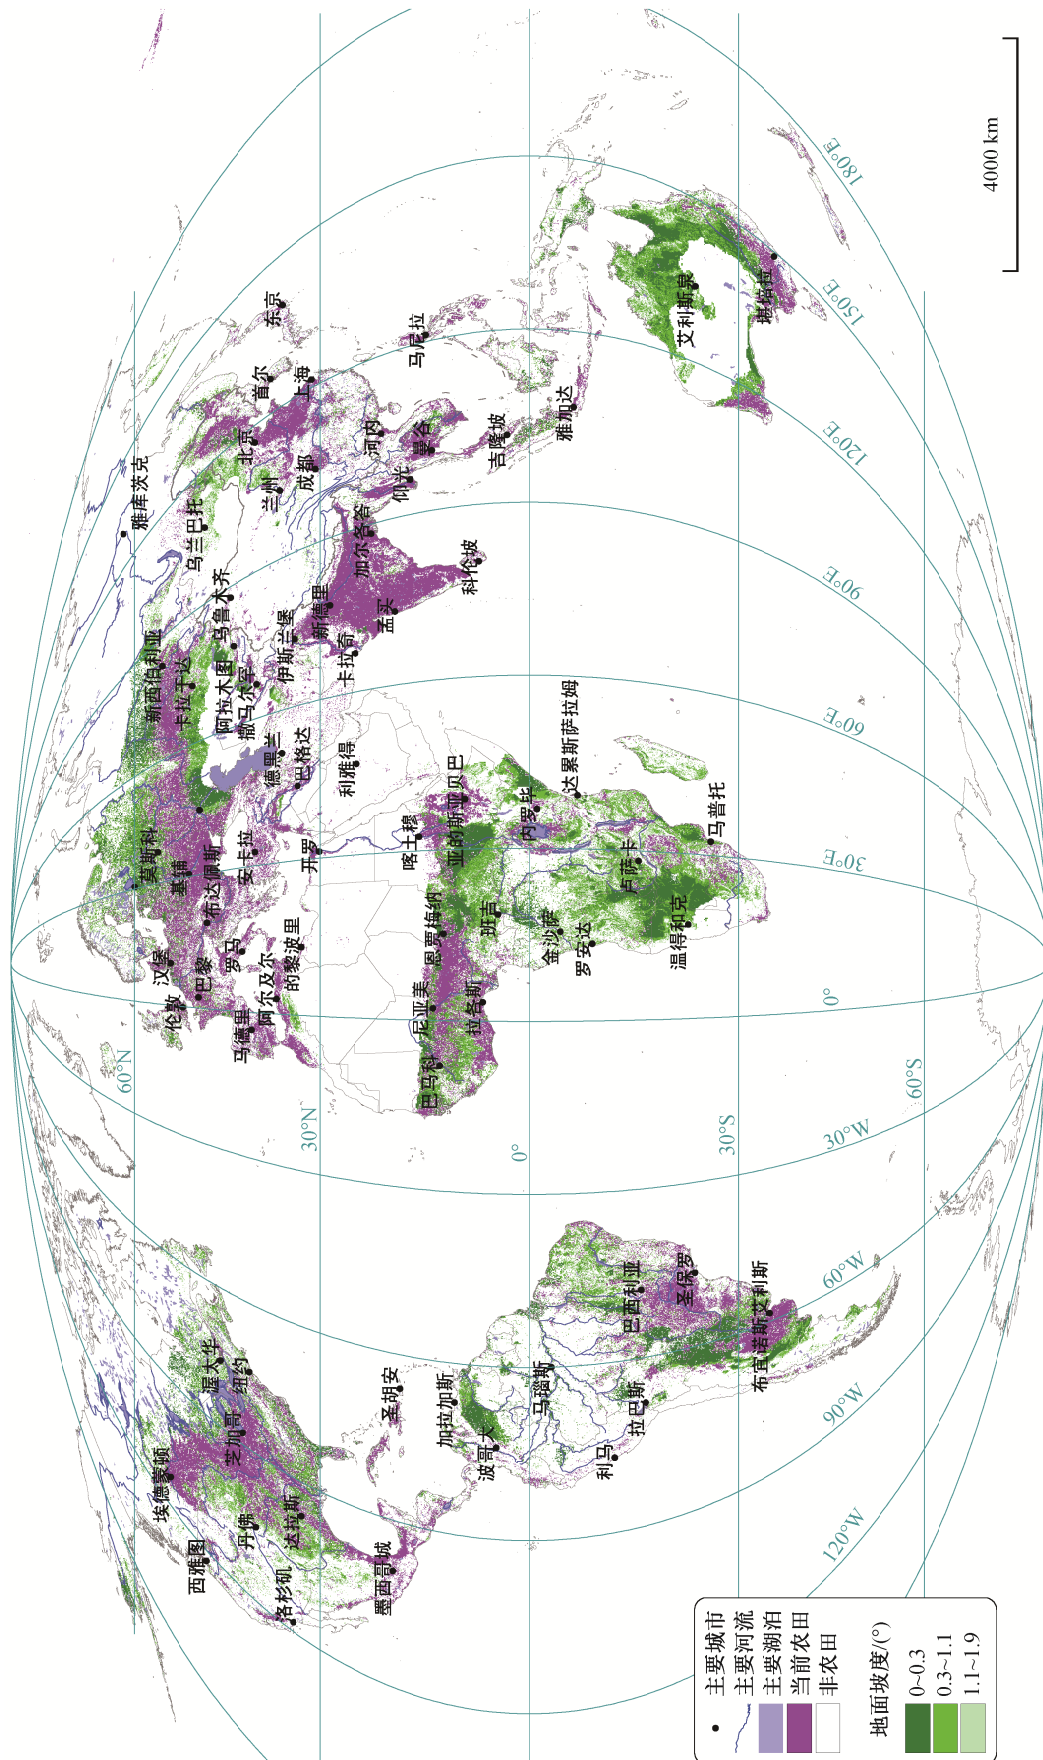 埃德蒙顿
西雅图
丹佛
芝加哥
渥太华
纽约
达拉斯
洛杉矶
墨西哥城
圣胡安
加拉加斯
波哥大
马瑙斯
利马
拉巴斯
巴西利亚
圣保罗
布宜诺斯艾利斯
伦敦
汉堡
巴黎
罗马
马德里
阿尔及尔
的黎波里
莫斯科
基辅
布达佩斯
安卡拉
开罗
巴马科
尼亚美
拉各斯
恩贾梅纳
班吉
喀土穆
亚的斯亚贝巴
内罗毕
金沙萨
罗安达
达累斯萨拉姆
卢萨卡
温得和克
马普托
德黑兰
巴格达
利雅得
新西伯利亚
卡拉干达
阿拉木图
撒马尔罕
乌鲁木齐
伊斯兰堡
新德里
卡拉奇
孟买
加尔各答
科伦坡
雅库茨克
乌兰巴托
兰州
北京
成都
首尔
上海
东京
河内
仰光
曼谷
马尼拉
吉隆坡
雅加达
艾利斯泉
堪培拉
60°N
30°N
0°
30°S
60°S
120°W
90°W
60°W
30°W
0°
30°E
60°E
90°E
120°E
150°E
180°E
4000 km
主要城市
主要河流
主要湖泊
当前农田
非农田
地面坡度/(°)
0~0.3
0.3~1.1
1.1~1.9